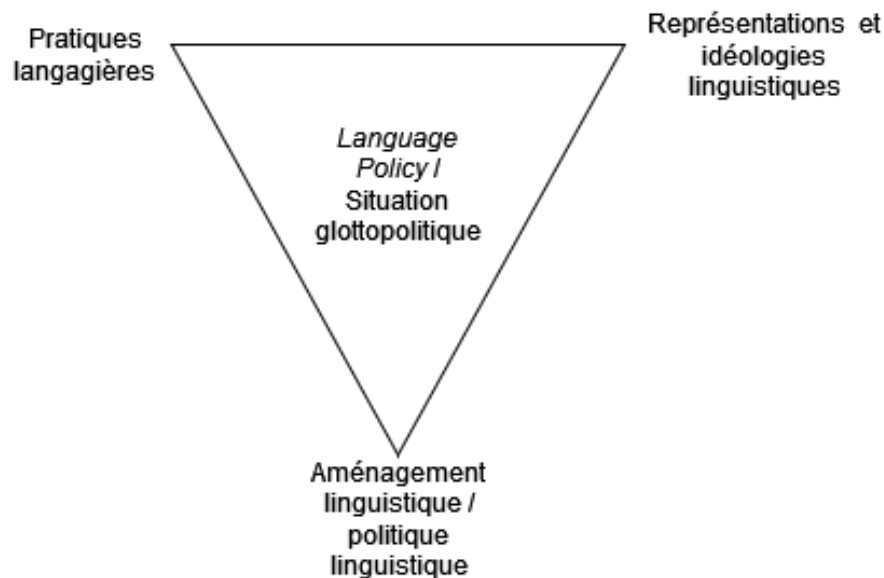 Pratiques
langagières
Représentations et
idéologies
linguistiques
Language
Policy /
Situation
glottopolitique
Aménagement
linguistique /
politique
linguistique